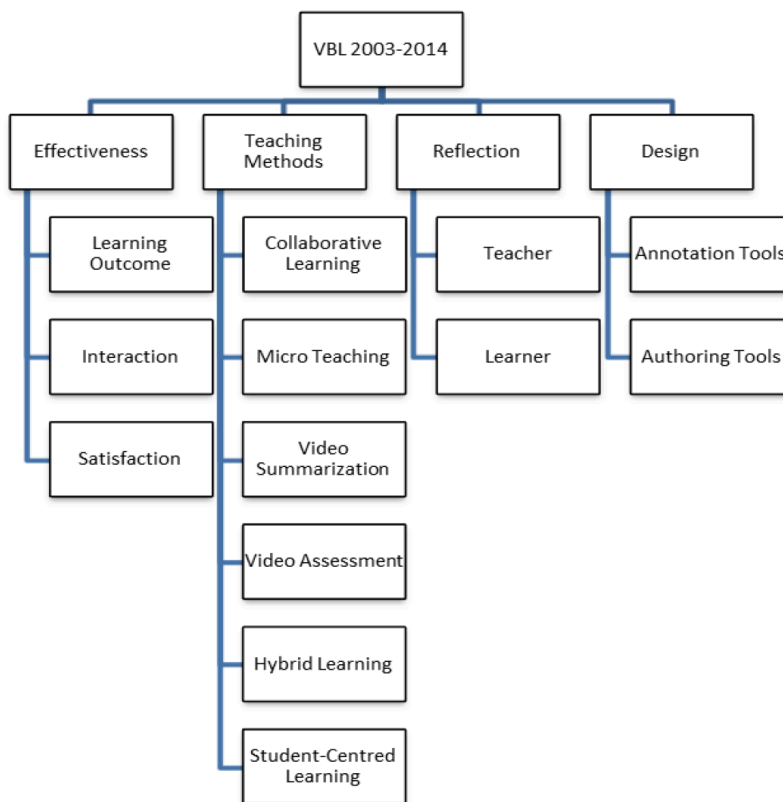 VBL 2003-2014
Effectiveness
Teaching
Methods
Reflection
Design
Learning
Outcome
Interaction
Satisfaction
Collaborative
Learning
Micro Teaching
Video
Summarization
Video Assessment
Hybrid Learning
Student-Centred
Learning
Teacher
Learner
Annotation Tools
Authoring Tools